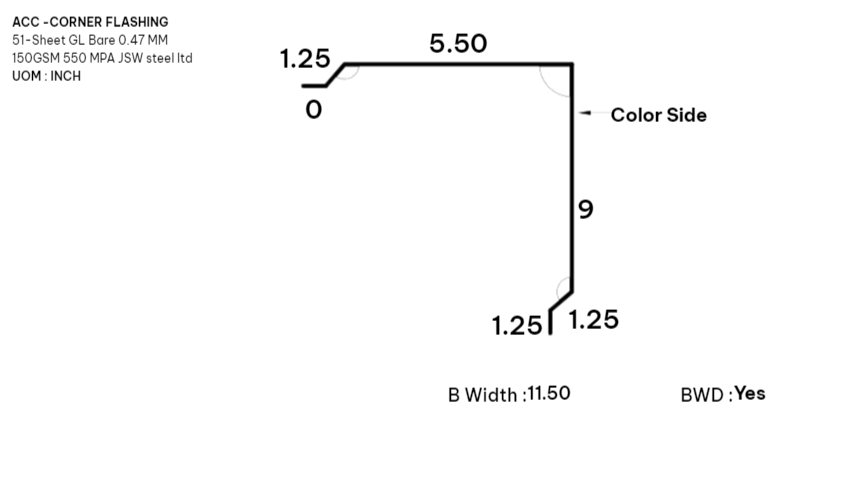 ACC -CORNER FLASHING
51-Sheet GL Bare 0.47 MM
150GSM 550 MPA JSW steel ltd
UOM : INCH
5.50
1.25
0
Color Side
9
1.25 1.25
B Width :11.50 BWD :Yes